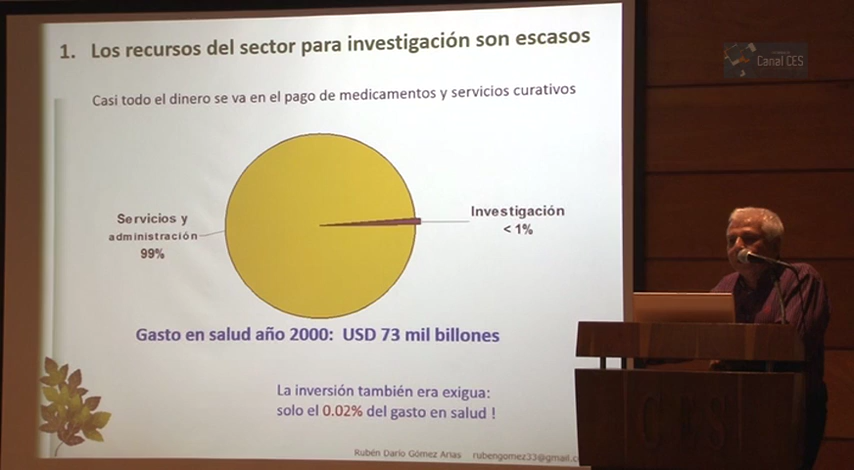 1. Los recursos del sector para investigación son escasos
Canal CES
Casi todo el dinero se va en el pago de medicamentos y servicios curativos
Servicios y
administración
99%
Investigación
< 1%
Gasto en salud año 2000: USD 73 mil billones
La inversión también era exigua:
solo el 0.02% del gasto en salud !
CES
Rubén Darío Gómez Arias rubengomez33@gmail.c